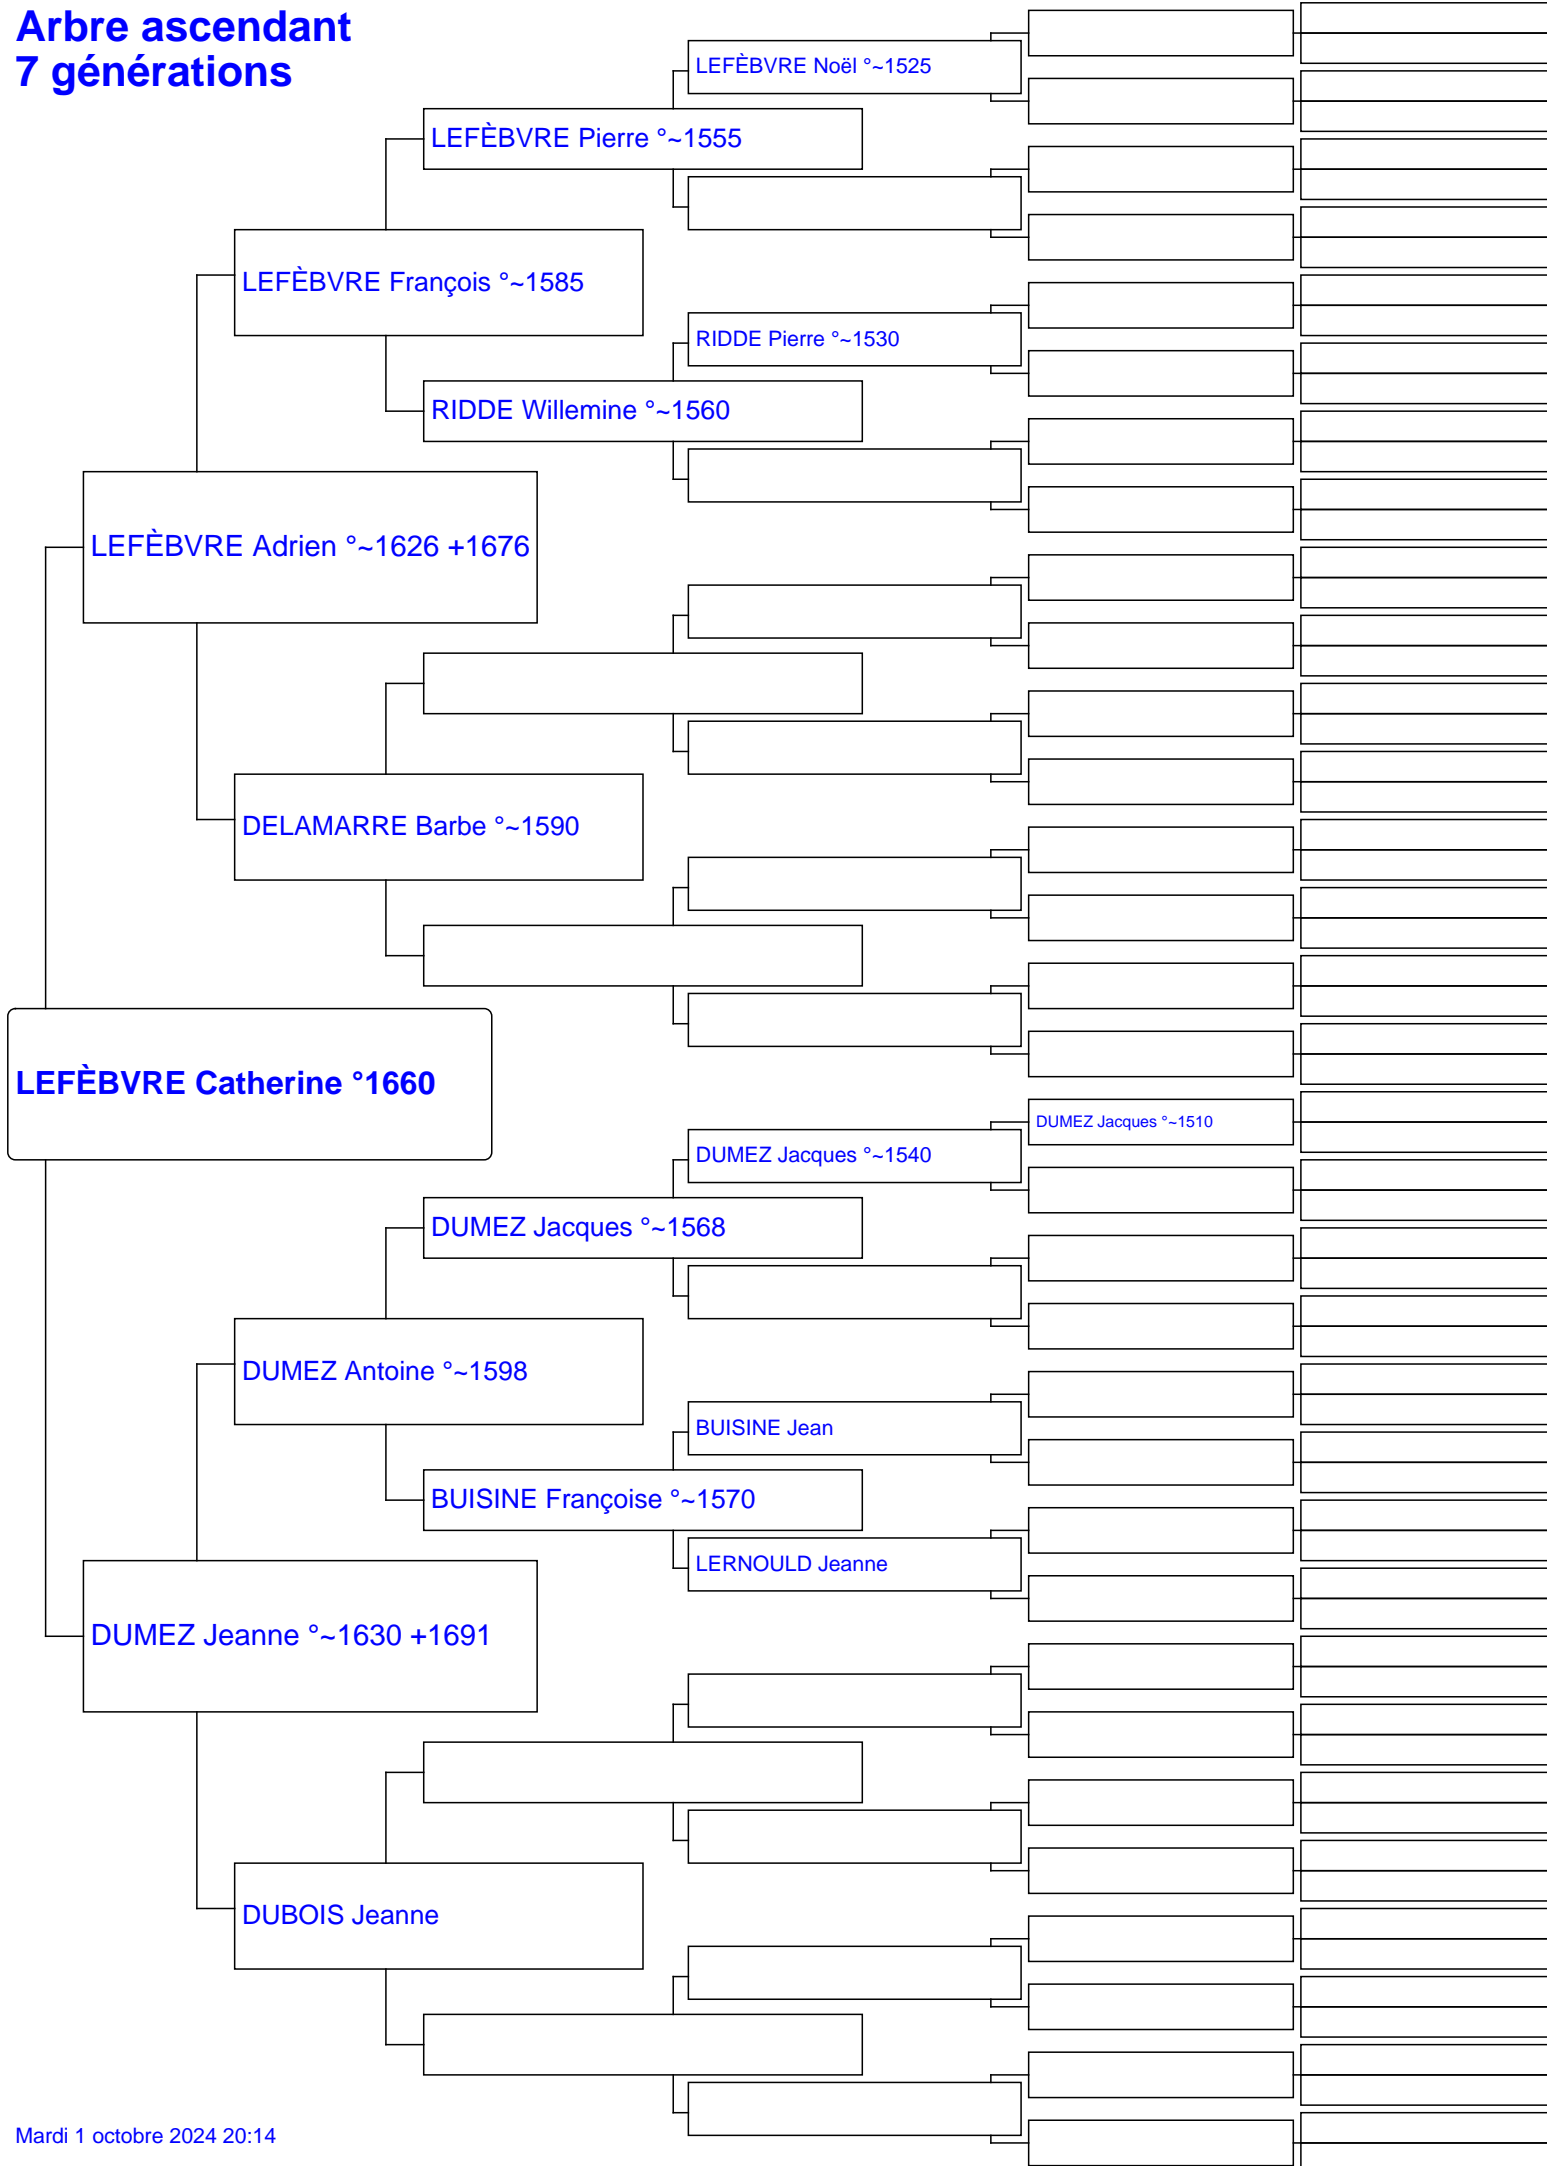 Arbre ascendant
7 générations
LEFÈBVRE Noël °~1525
LEFÈBVRE Pierre °~1555
LEFÈBVRE François °~1585
RIDDE Pierre °~1530
RIDDE Willemine °~1560
LEFÈBVRE Adrien °~1626 +1676
DELAMARRE Barbe °~1590
LEFÈBVRE Catherine °1660
DUMEZ Jacques °~1510
DUMEZ Jacques °~1540
DUMEZ Jacques °~1568
DUMEZ Antoine °~1598
BUISINE Jean
BUISINE Françoise °~1570
LERNOULD Jeanne
DUMEZ Jeanne °~1630 +1691
DUBOIS Jeanne
Mardi 1 octobre 2024 20:14